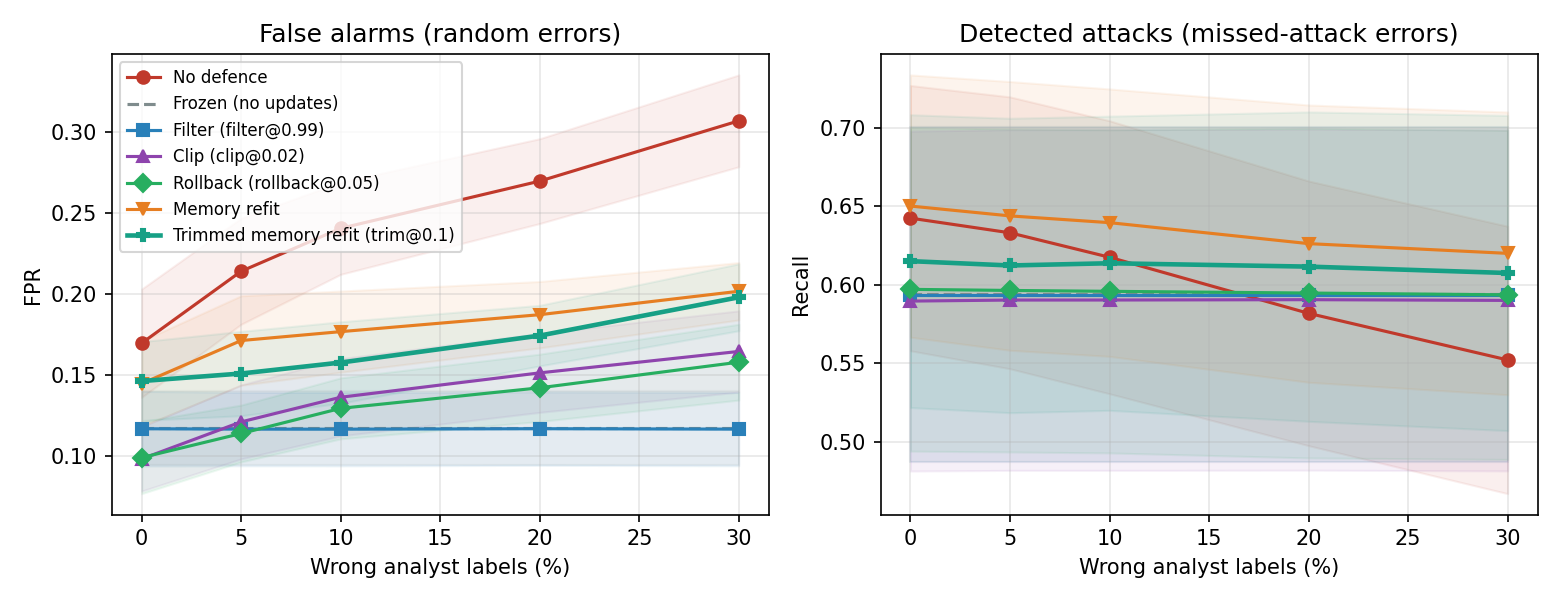 False alarms (random errors)
No defence
Frozen (no updates)
Filter (filter@0.99)
Clip (clip@0.02)
Rollback (rollback@0.05)
Memory refit
Trimmed memory refit (trim@0.1)
FPR
0.30
0.25
0.20
0.15
0.10
0 5 10 15 20 25 30
Wrong analyst labels (%)
Detected attacks (missed-attack errors)
Recall
0.70
0.65
0.60
0.55
0.50
0 5 10 15 20 25 30
Wrong analyst labels (%)